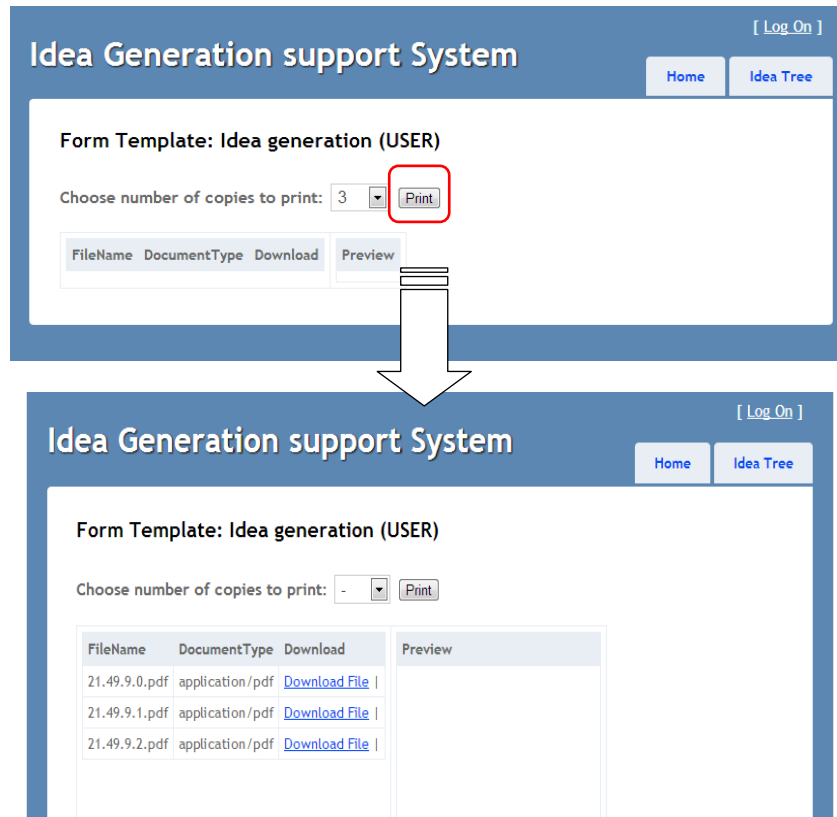 [ Log On ]
Idea Generation support System
Home Idea Tree
Form Template: Idea generation (USER)
Choose number of copies to print: 3 Print
FileName DocumentType Download Preview
[ Log On ]
Idea Generation support System
Home Idea Tree
Form Template: Idea generation (USER)
Choose number of copies to print: - Print
FileName DocumentType Download Preview
21.49.9.0.pdf application/pdf Download File |
21.49.9.1.pdf application/pdf Download File |
21.49.9.2.pdf application/pdf Download File |